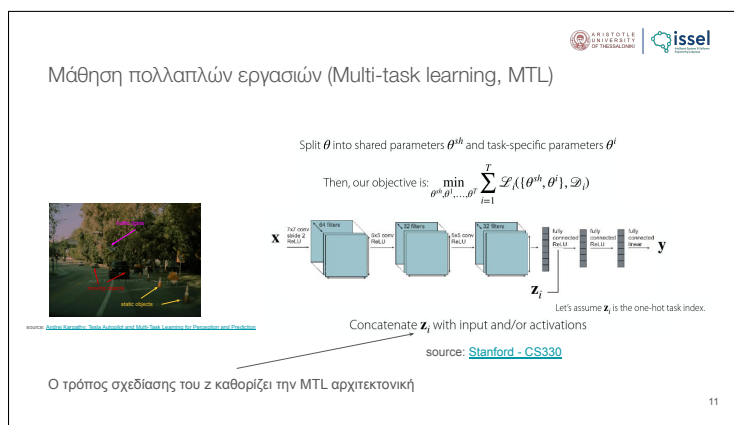 ARISTOTLE
UNIVERSITY
OF THESSALONIKI
issel
Μάθηση πολλαπλών εργασιών (Multi-task learning, MTL)
Split θ into shared parameters θ^{sh} and task-specific parameters θ^i
Then, our objective is: min_{θ^{sh},θ^1,…,θ^T} ∑_{i=1}^{T} ℒ_i({θ^{sh}, θ^i}, 𝒟_i)
x
7x7 conv
stride 2
ReLU
64 filters
5x5 conv
ReLU
32 filters
5x5 conv
ReLU
32 filters
fully
connected
ReLU
fully
connected
ReLU
fully
connected
linear
y
z_i
Let's assume z_i is the one-hot task index.
static objects
source: Andrej Karpathy: Tesla Autopilot and Multi-Task Learning for Perception and Prediction
Concatenate z_i with input and/or activations
source: Stanford - CS330
Ο τρόπος σχεδίασης του z καθορίζει την MTL αρχιτεκτονική
11